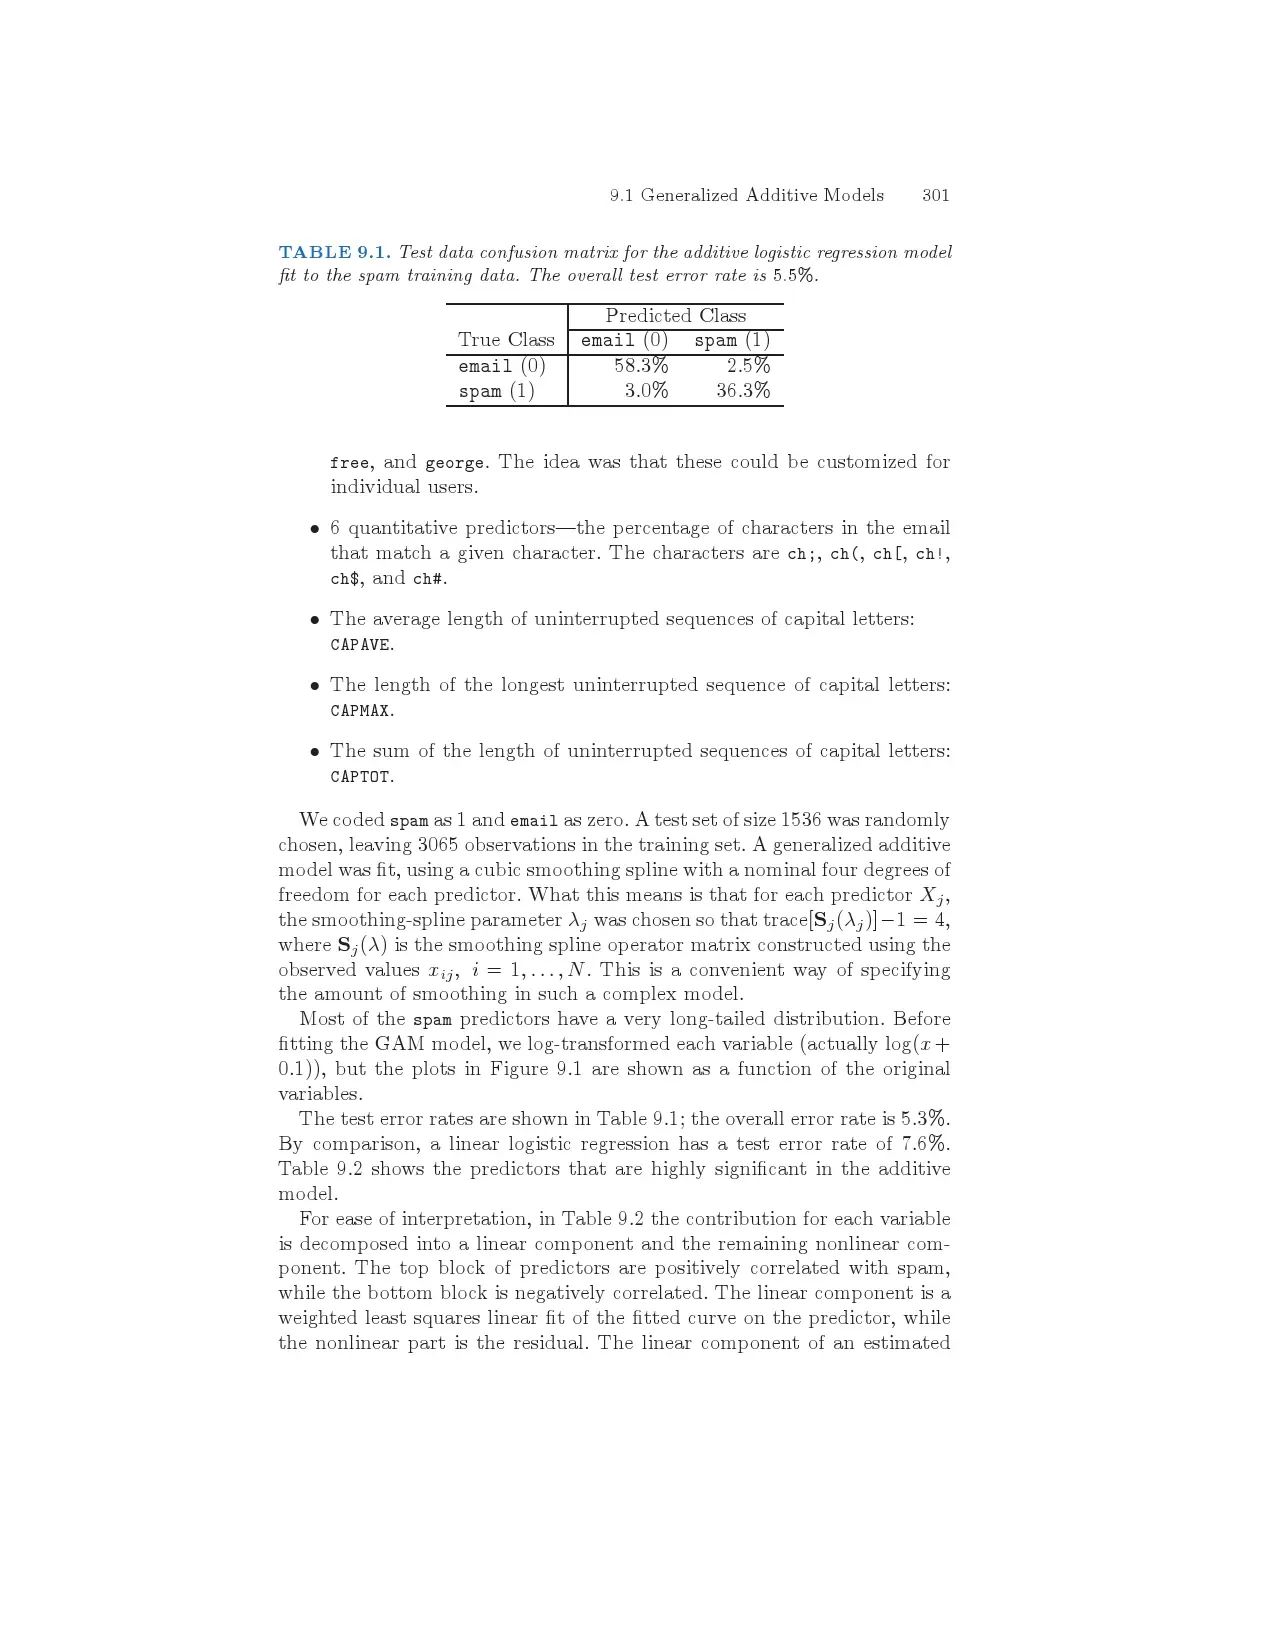 9.1 Generalized Additive Models 301
TABLE 9.1. Test data confusion matrix for the additive logistic regression model
fit to the spam training data. The overall test error rate is 5.5%.
Predicted Class
True Class email (0) spam (1)
email (0) 58.3% 2.5%
spam (1) 3.0% 36.3%
free, and george. The idea was that these could be customized for
individual users.
• 6 quantitative predictors—the percentage of characters in the email
that match a given character. The characters are ch;, ch(, ch[, ch!,
ch$, and ch#.
• The average length of uninterrupted sequences of capital letters:
CAPAVE.
• The length of the longest uninterrupted sequence of capital letters:
CAPMAX.
• The sum of the length of uninterrupted sequences of capital letters:
CAPTOT.
We coded spam as 1 and email as zero. A test set of size 1536 was randomly
chosen, leaving 3065 observations in the training set. A generalized additive
model was fit, using a cubic smoothing spline with a nominal four degrees of
freedom for each predictor. What this means is that for each predictor Xj,
the smoothing-spline parameter λj was chosen so that trace[Sj(λj)]−1 = 4,
where Sj(λ) is the smoothing spline operator matrix constructed using the
observed values xij, i = 1, . . . , N. This is a convenient way of specifying
the amount of smoothing in such a complex model.
Most of the spam predictors have a very long-tailed distribution. Before
fitting the GAM model, we log-transformed each variable (actually log(x +
0.1)), but the plots in Figure 9.1 are shown as a function of the original
variables.
The test error rates are shown in Table 9.1; the overall error rate is 5.3%.
By comparison, a linear logistic regression has a test error rate of 7.6%.
Table 9.2 shows the predictors that are highly significant in the additive
model.
For ease of interpretation, in Table 9.2 the contribution for each variable
is decomposed into a linear component and the remaining nonlinear com-
ponent. The top block of predictors are positively correlated with spam,
while the bottom block is negatively correlated. The linear component is a
weighted least squares linear fit of the fitted curve on the predictor, while
the nonlinear part is the residual. The linear component of an estimated